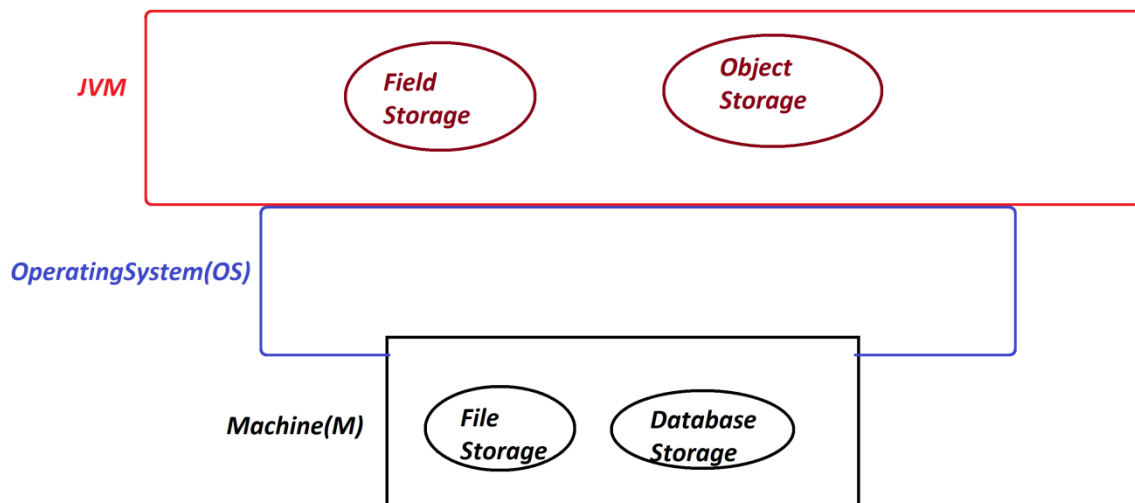 JVM
Field
Storage
Object
Storage
OperatingSystem(OS)
Machine(M)
File
Storage
Database
Storage